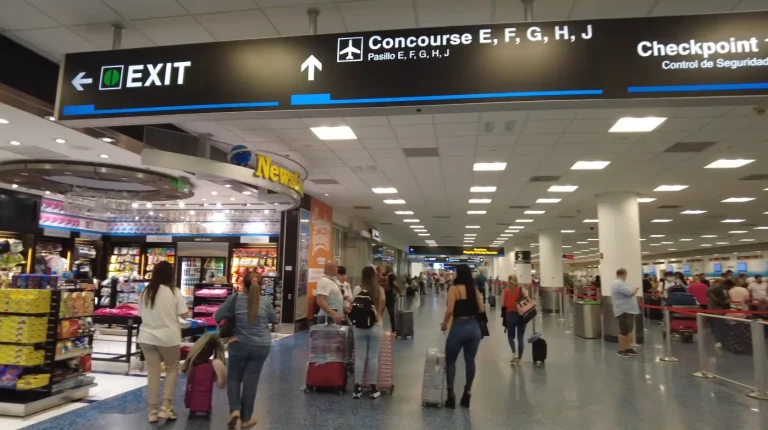 EXIT
Concourse E, F, G, H, J
Pasillo E, F, G, H, J
Checkpoint
Control de Seguridad
News